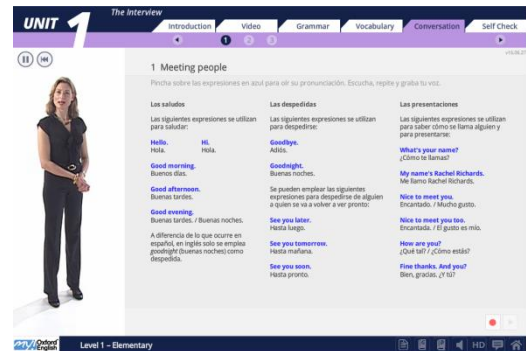 UNIT 1
The Interview
Introduction
Video
Grammar
Vocabulary
Conversation
Self Check
1 2 3
1 Meeting people
Pincha sobre las expresiones en azul para oír su pronunciación. Escucha, repite y graba tu voz.
Los saludos
Las siguientes expresiones se utilizan
para saludar:
Hello. Hi.
Hola. Hola.
Good morning.
Buenos días.
Good afternoon.
Buenas tardes.
Good evening.
Buenas tardes. / Buenas noches.
A diferencia de lo que ocurre en
español, en inglés solo se emplea
goodnight (buenas noches) como
despedida.
Las despedidas
Las siguientes expresiones se utilizan
para despedirse:
Goodbye.
Adiós.
Goodnight.
Buenas noches.
Se pueden emplear las siguientes
expresiones para despedirse de alguien
a quien se va a volver a ver pronto:
See you later.
Hasta luego.
See you tomorrow.
Hasta mañana.
See you soon.
Hasta pronto.
Las presentaciones
Las siguientes expresiones se utilizan
para saber cómo se llama alguien y
para presentarse:
What's your name?
¿Cómo te llamas?
My name's Rachel Richards.
Me llamo Rachel Richards.
Nice to meet you.
Encantado. / Mucho gusto.
Nice to meet you too.
Encantada. / El gusto es mío.
How are you?
¿Qué tal? / ¿Cómo estás?
Fine thanks. And you?
Bien, gracias. ¿Y tú?
My Oxford English
Level 1 – Elementary
HD